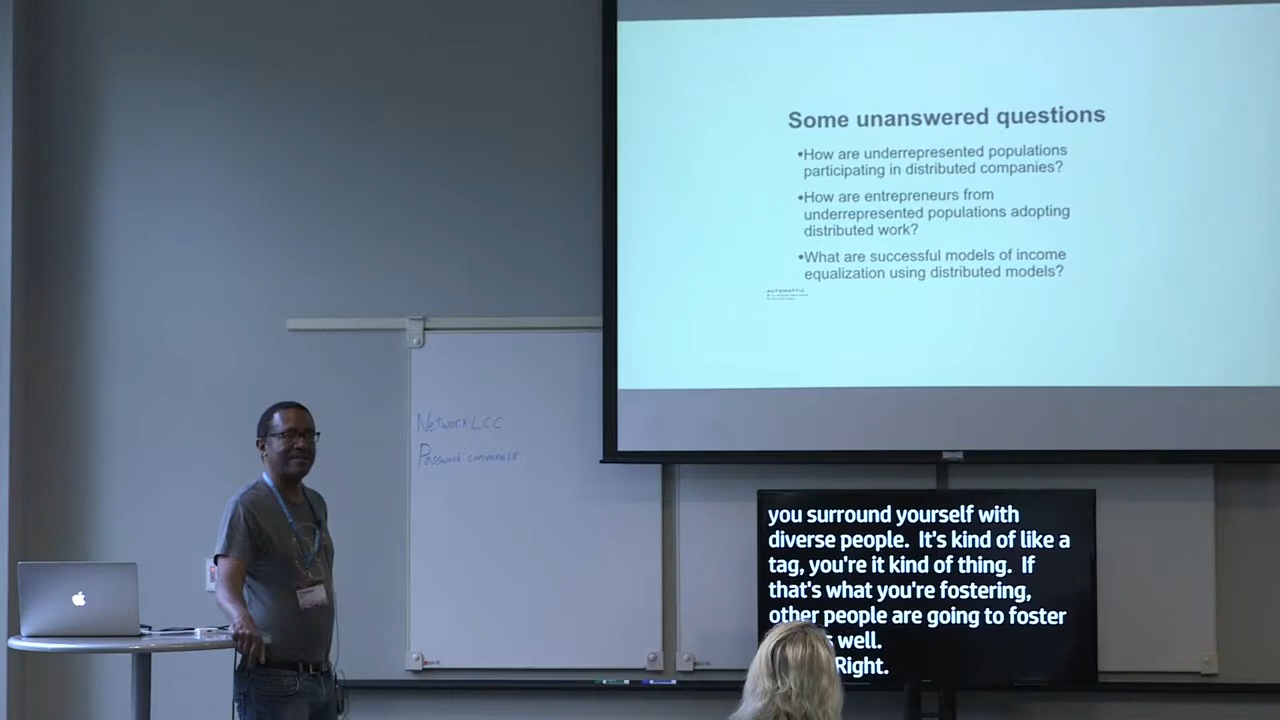 Some unanswered questions
•How are underrepresented populations
participating in distributed companies?
•How are entrepreneurs from
underrepresented populations adopting
distributed work?
•What are successful models of income
equalization using distributed models?
AUTOMATTIC
Network: LCC
Password:
you surround yourself with
diverse people. It's kind of like a
tag, you're it kind of thing. If
that's what you're fostering,
other people are going to foster
well.
Right.